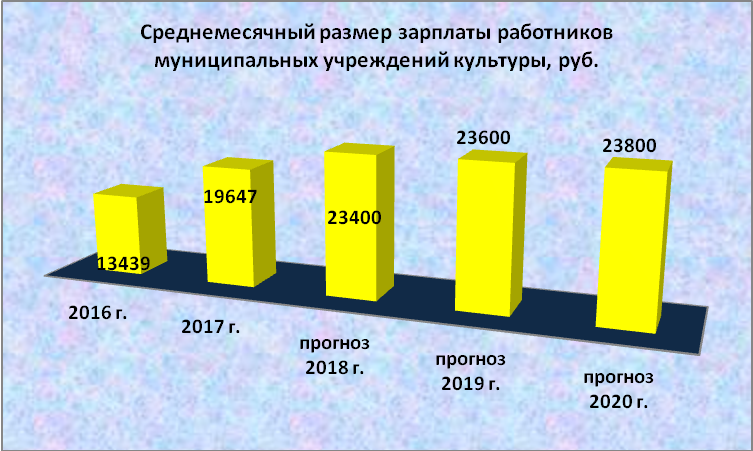 Среднемесячный размер зарплаты работников
муниципальных учреждений культуры, руб.
13439
19647
23400
23600
23800
2016 г.
2017 г.
прогноз
2018 г.
прогноз
2019 г.
прогноз
2020 г.